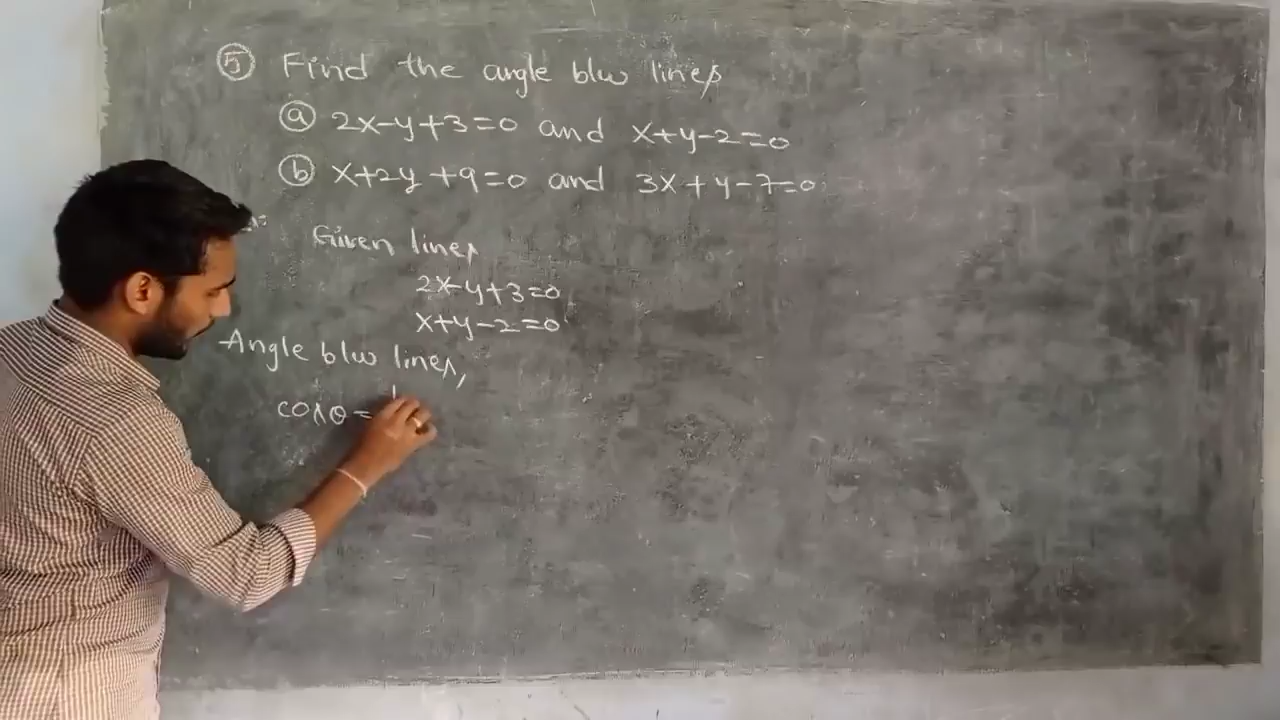 ⑤ Find the angle b/w lines
ⓐ 2x-y+3=0 and x+y-2=0
ⓑ x+2y+9=0 and 3x+y-7=0
Given lines
2x-y+3=0
x+y-2=0
Angle b/w lines,
cosθ=